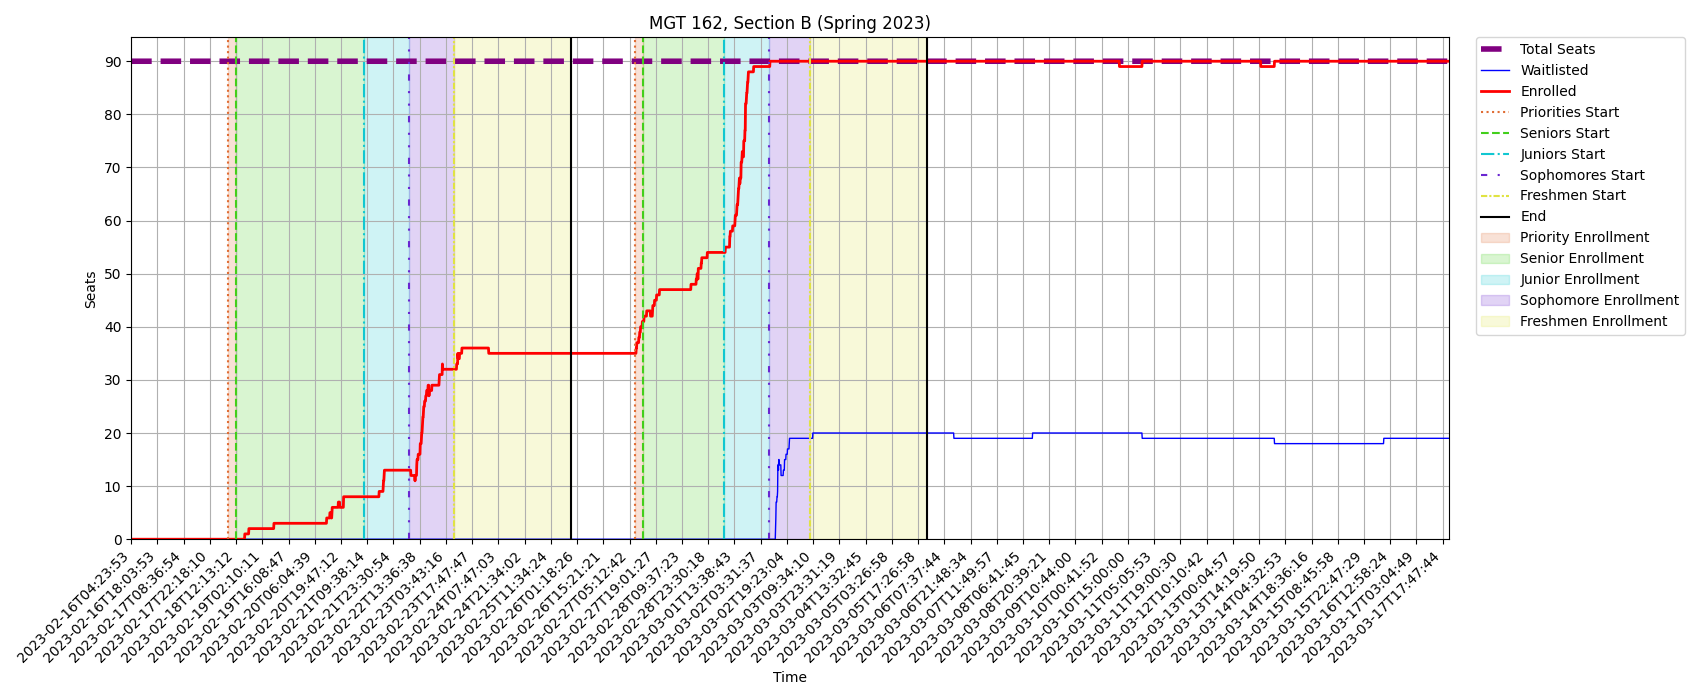 MGT 162, Section B (Spring 2023)
Seats
90
80
70
60
50
40
30
20
10
0
2023-02-16T04:23:53
2023-02-16T18:03:53
2023-02-17T08:36:54
2023-02-17T22:18:10
2023-02-18T12:13:12
2023-02-19T02:10:11
2023-02-19T16:08:47
2023-02-20T06:04:39
2023-02-20T19:47:12
2023-02-21T09:38:14
2023-02-21T23:30:54
2023-02-22T13:36:38
2023-02-23T03:43:16
2023-02-23T17:47:47
2023-02-24T07:47:03
2023-02-24T21:34:02
2023-02-25T11:34:24
2023-02-26T01:18:26
2023-02-26T15:21:21
2023-02-27T05:12:42
2023-02-27T19:01:27
2023-02-28T09:37:23
2023-02-28T23:30:18
2023-03-01T13:38:43
2023-03-02T03:31:37
2023-03-02T19:23:04
2023-03-03T09:34:10
2023-03-03T23:31:19
2023-03-04T13:32:45
2023-03-05T03:26:58
2023-03-05T17:26:58
2023-03-06T07:37:44
2023-03-06T21:48:34
2023-03-07T11:49:57
2023-03-08T06:41:45
2023-03-08T20:39:21
2023-03-09T10:44:00
2023-03-10T00:41:52
2023-03-10T15:00:00
2023-03-11T05:05:53
2023-03-11T19:00:30
2023-03-12T10:10:42
2023-03-13T00:04:57
2023-03-13T14:19:50
2023-03-14T04:32:53
2023-03-14T18:36:16
2023-03-15T08:45:58
2023-03-15T22:47:29
2023-03-16T12:58:24
2023-03-17T03:04:49
2023-03-17T17:47:44
Time
Total Seats
Waitlisted
Enrolled
Priorities Start
Seniors Start
Juniors Start
Sophomores Start
Freshmen Start
End
Priority Enrollment
Senior Enrollment
Junior Enrollment
Sophomore Enrollment
Freshmen Enrollment